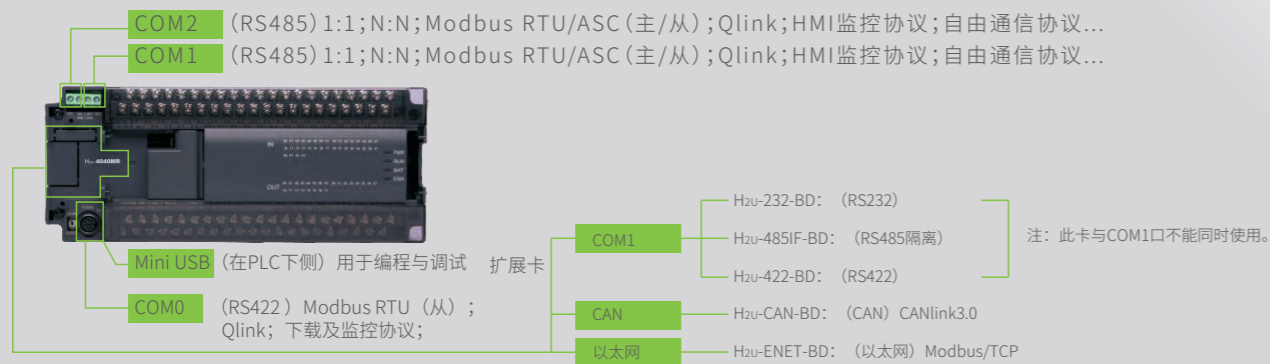 COM2 (RS485)1:1;N:N;Modbus RTU/ASC(主/从);Qlink;HMI监控协议;自由通信协议...
COM1 (RS485)1:1;N:N;Modbus RTU/ASC(主/从);Qlink;HMI监控协议;自由通信协议...
IN
H2U-4040MR
PWR
RUN
BAT
ERR
OUT
H2U-232-BD: (RS232)
COM1 H2U-485IF-BD: (RS485隔离) 注:此卡与COM1口不能同时使用。
Mini USB (在PLC下侧)用于编程与调试 扩展卡
H2U-422-BD: (RS422)
COM0 (RS422 )Modbus RTU(从);
Qlink;下载及监控协议;
CAN H2U-CAN-BD: (CAN)CANlink3.0
以太网 H2U-ENET-BD: (以太网)Modbus/TCP